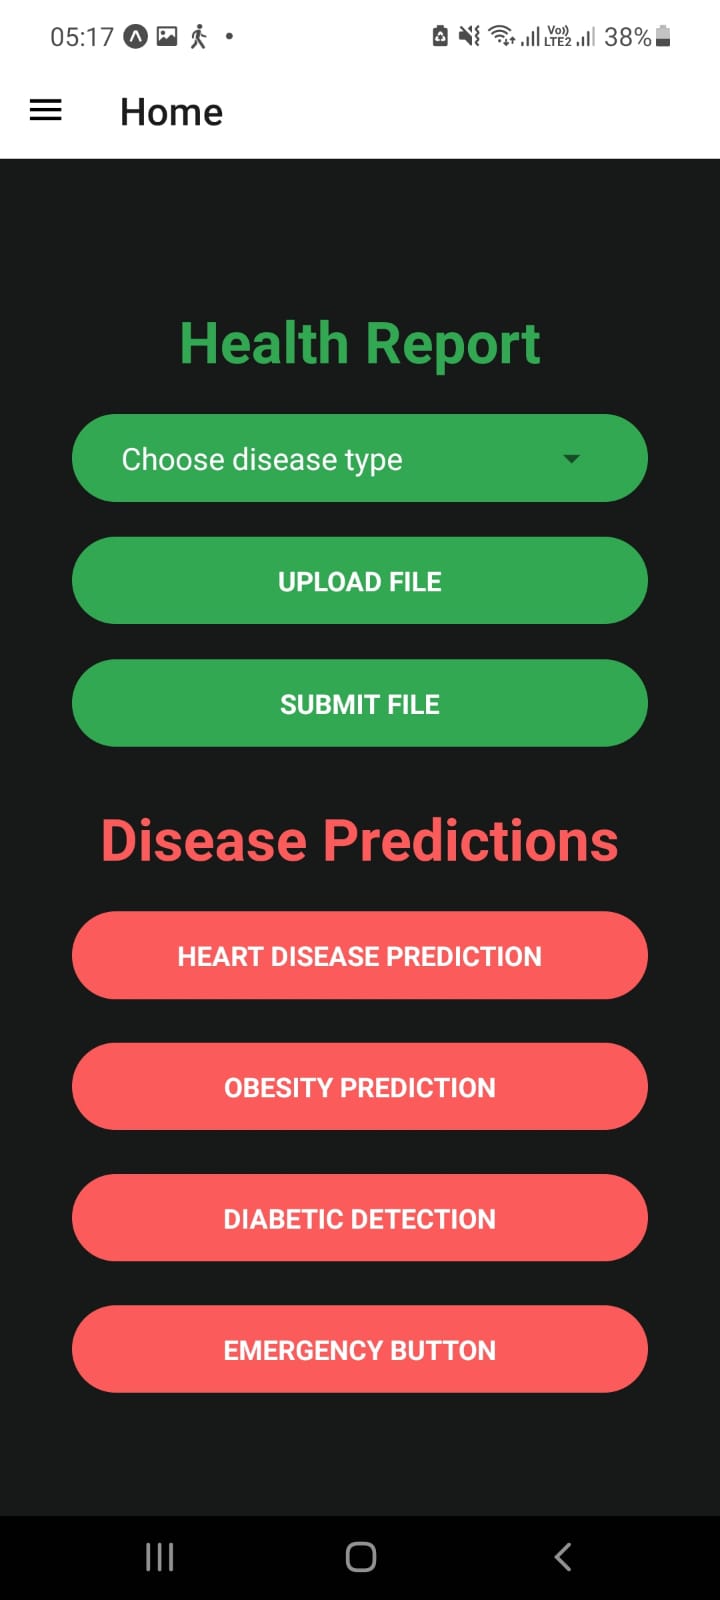 05:17 Vo)) LTE2 38%
Home
Health Report
Choose disease type
UPLOAD FILE
SUBMIT FILE
Disease Predictions
HEART DISEASE PREDICTION
OBESITY PREDICTION
DIABETIC DETECTION
EMERGENCY BUTTON